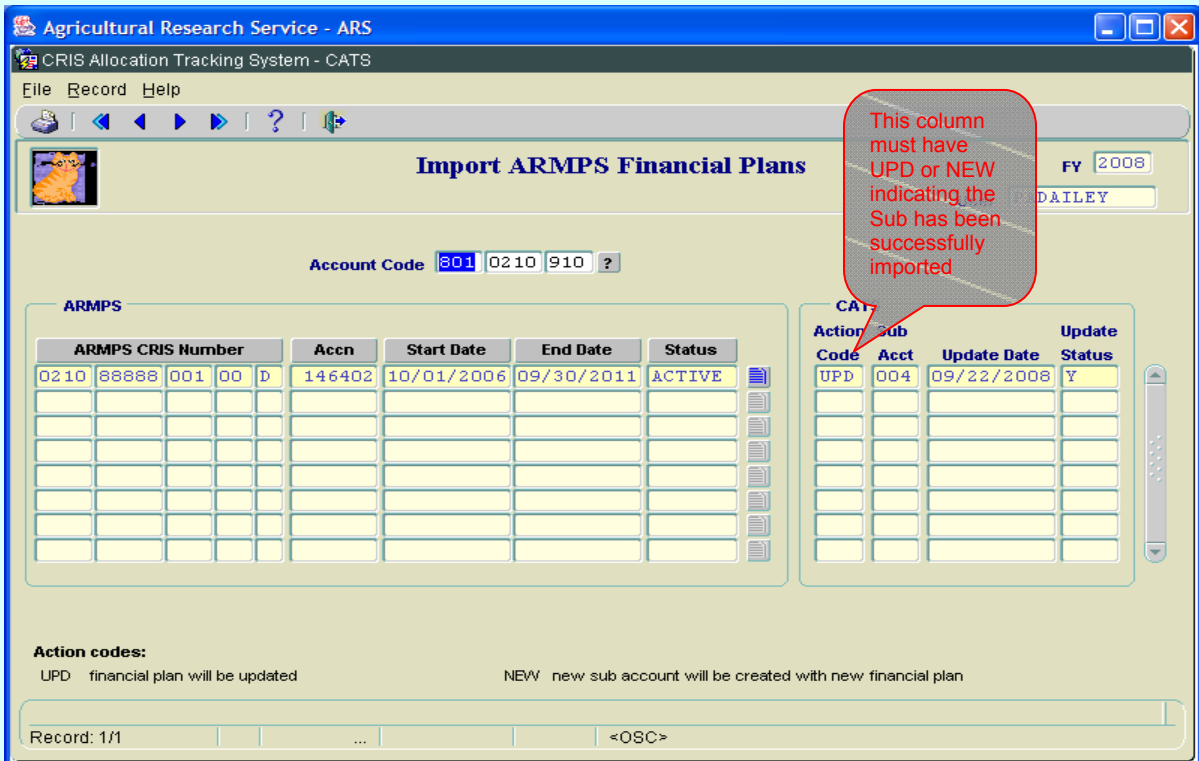 Agricultural Research Service - ARS
CRIS Allocation Tracking System - CATS
File Record Help
This column
must have
UPD or NEW
indicating the
Sub has been
successfully
imported
Import ARMPS Financial Plans
FY 2008
DAILEY
Account Code 801 0210 910 ?
ARMPS
ARMPS CRIS Number Accn Start Date End Date Status
0210 88888 001 00 D 146402 10/01/2006 09/30/2011 ACTIVE
Action Sub Update
Code Acct Update Date Status
UPD 004 09/22/2008 Y
Action codes:
UPD financial plan will be updated NEW new sub account will be created with new financial plan
Record: 1/1 ... <OSC>